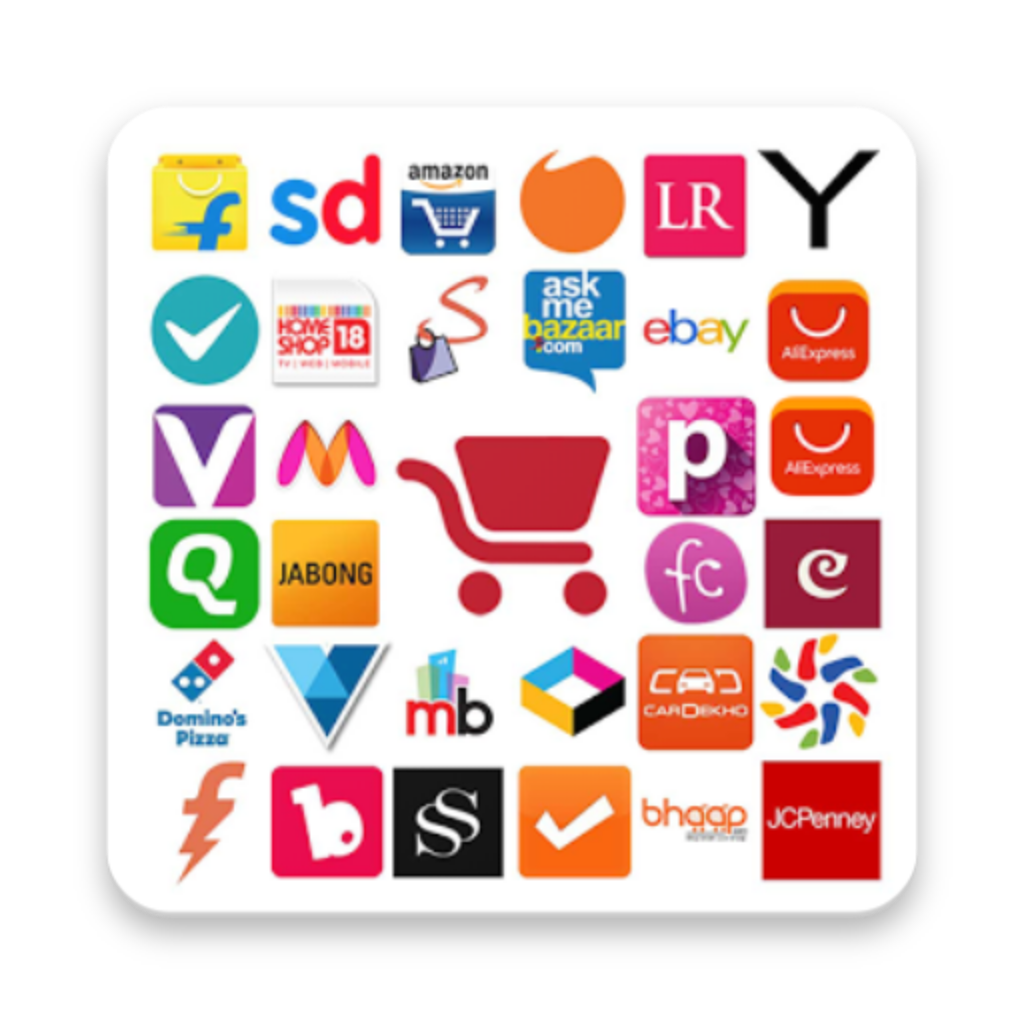 f
sd
amazon
LR
Y
HOME
SHOP 18
TV | WEB | MOBILE
S
ask
me
bazaar
.com
ebay
AliExpress
V
M
p
AliExpress
Q
JABONG
fc
e
Domino's
Pizza
mb
CARDEKHO
f
b
SS
bhaap
JCPenney